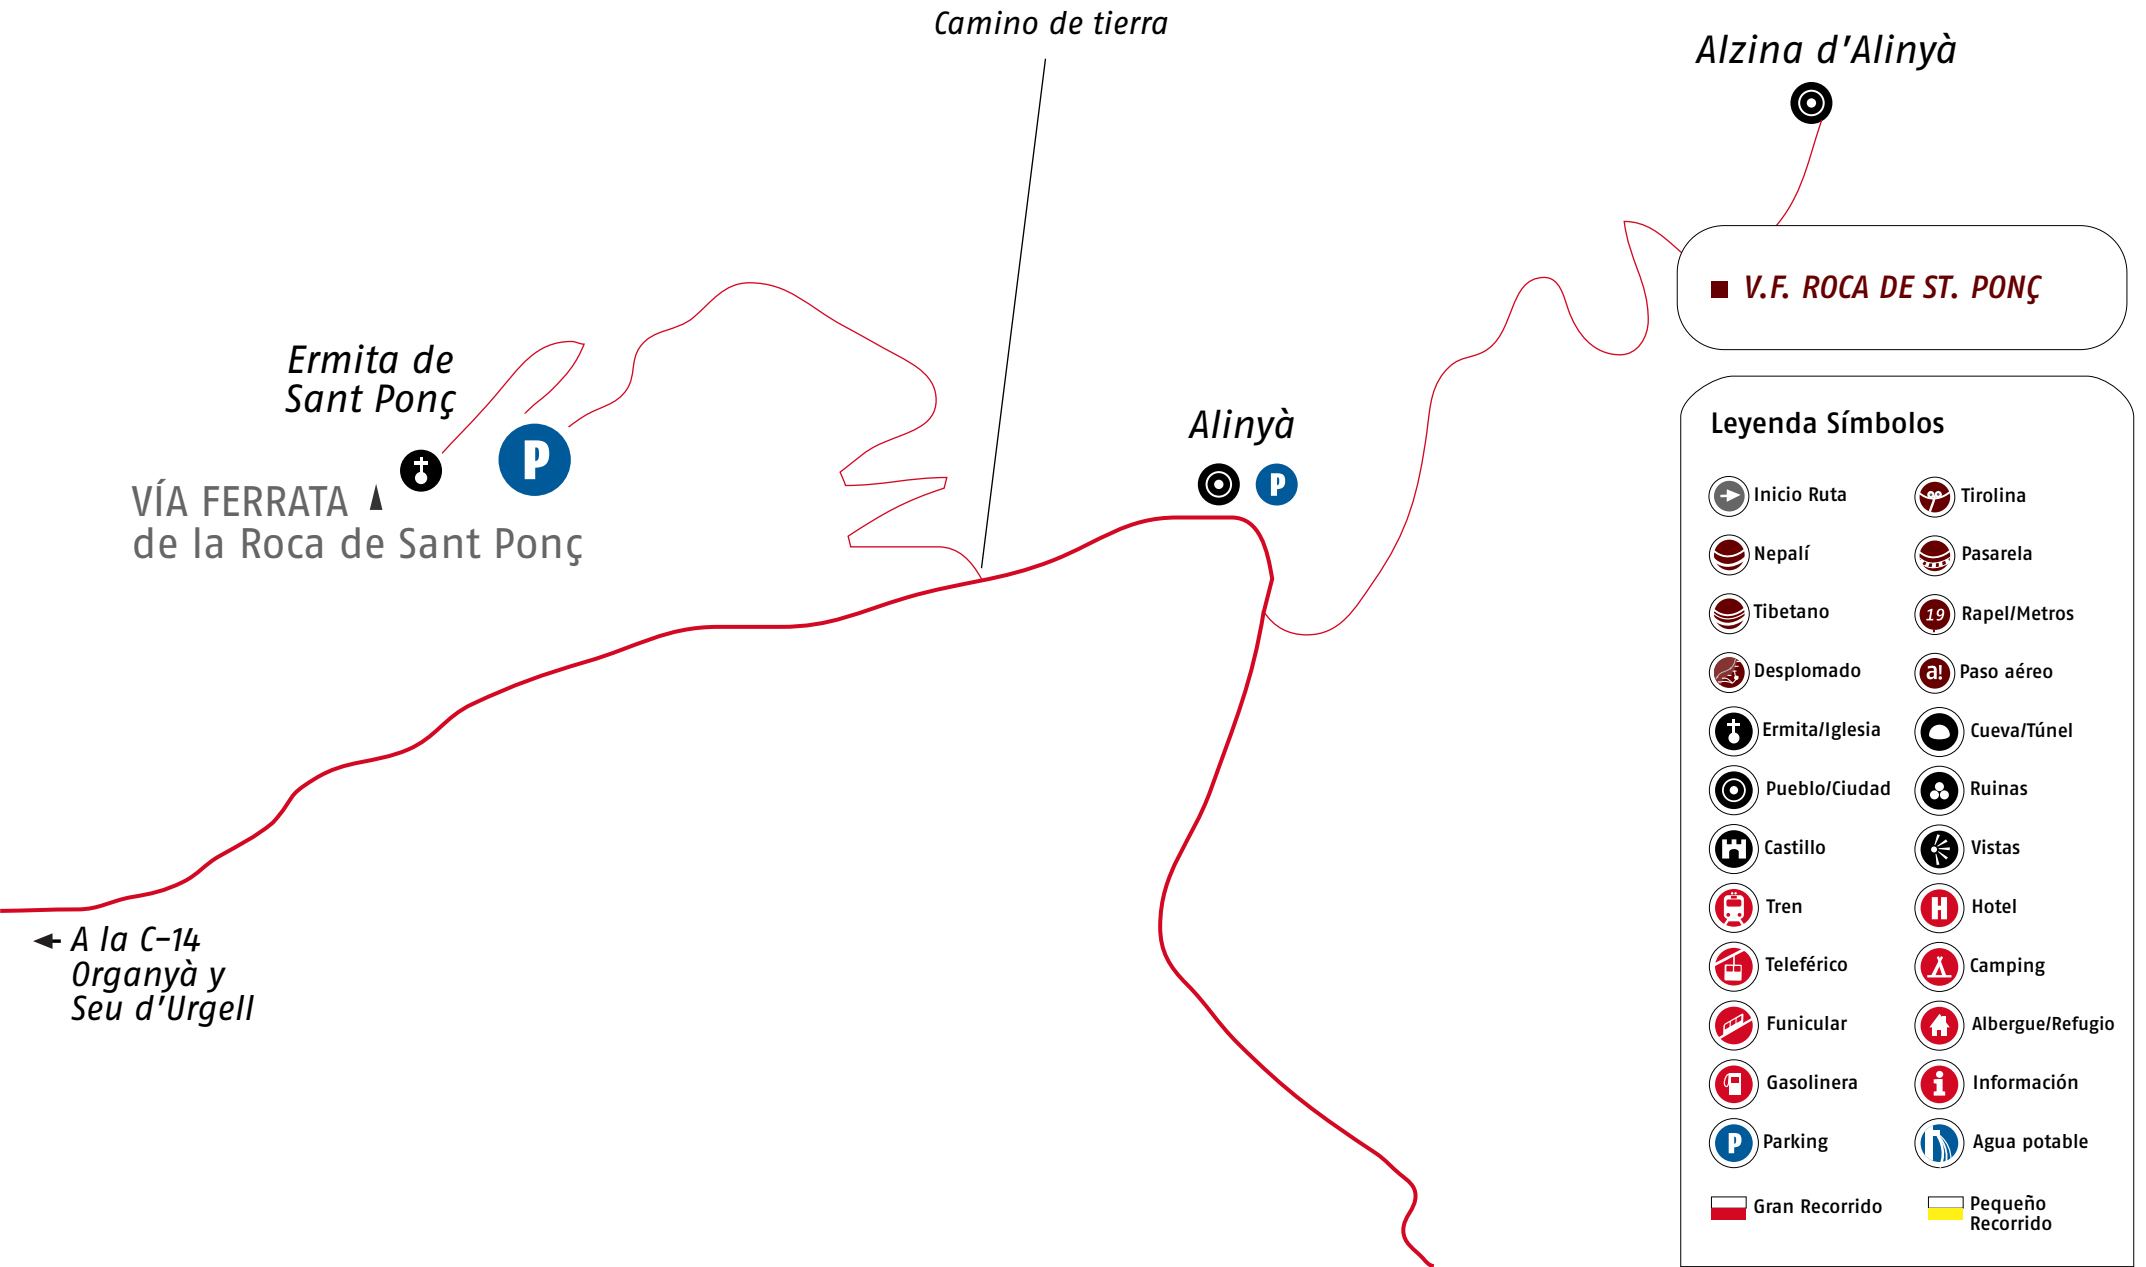 Camino de tierra
Alzina d'Alinyà
V.F. ROCA DE ST. PONÇ
Ermita de
Sant Ponç
P
VÍA FERRATA
de la Roca de Sant Ponç
Alinyà
P
A la C-14
Organyà y
Seu d'Urgell
Leyenda Símbolos
Inicio Ruta
Tirolina
Nepalí
Pasarela
Tibetano
19 Rapel/Metros
Desplomado
a! Paso aéreo
Ermita/Iglesia
Cueva/Túnel
Pueblo/Ciudad
Ruinas
Castillo
Vistas
Tren
H Hotel
Teleférico
Camping
Funicular
Albergue/Refugio
Gasolinera
i Información
P Parking
Agua potable
Gran Recorrido
Pequeño
Recorrido